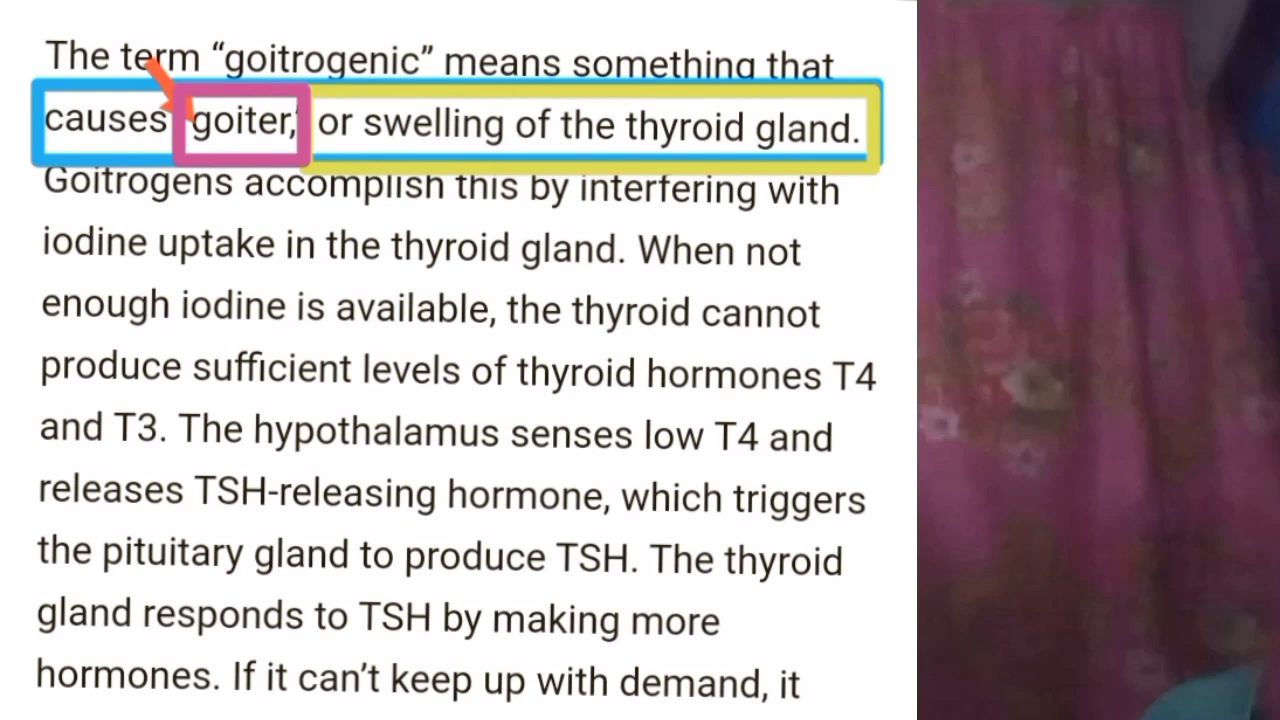 The term “goitrogenic” means something that
causes goiter,” or swelling of the thyroid gland.
Goitrogens accomplish this by interfering with
iodine uptake in the thyroid gland. When not
enough iodine is available, the thyroid cannot
produce sufficient levels of thyroid hormones T4
and T3. The hypothalamus senses low T4 and
releases TSH-releasing hormone, which triggers
the pituitary gland to produce TSH. The thyroid
gland responds to TSH by making more
hormones. If it can’t keep up with demand, it